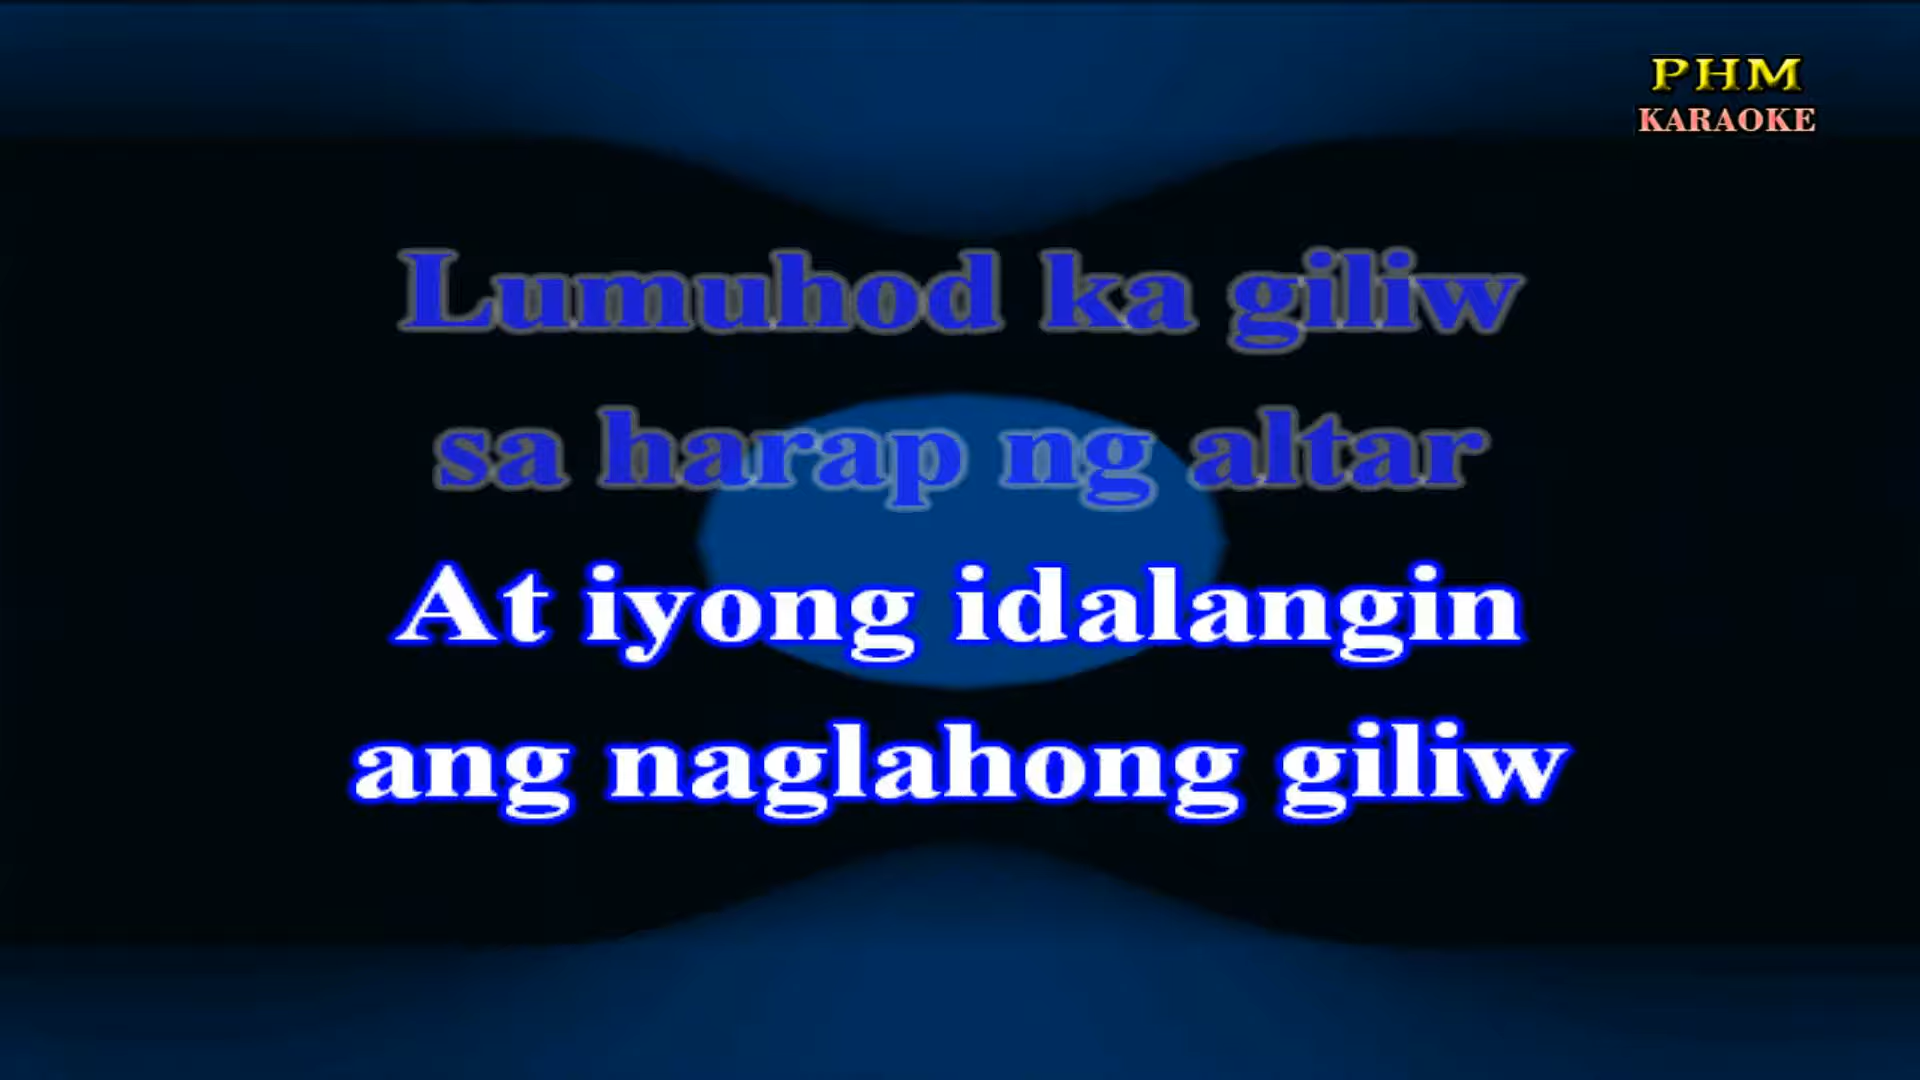 PHM
KARAOKE
Lumuhod ka giliw
sa harap ng altar
At iyong idalangin
ang naglahong giliw